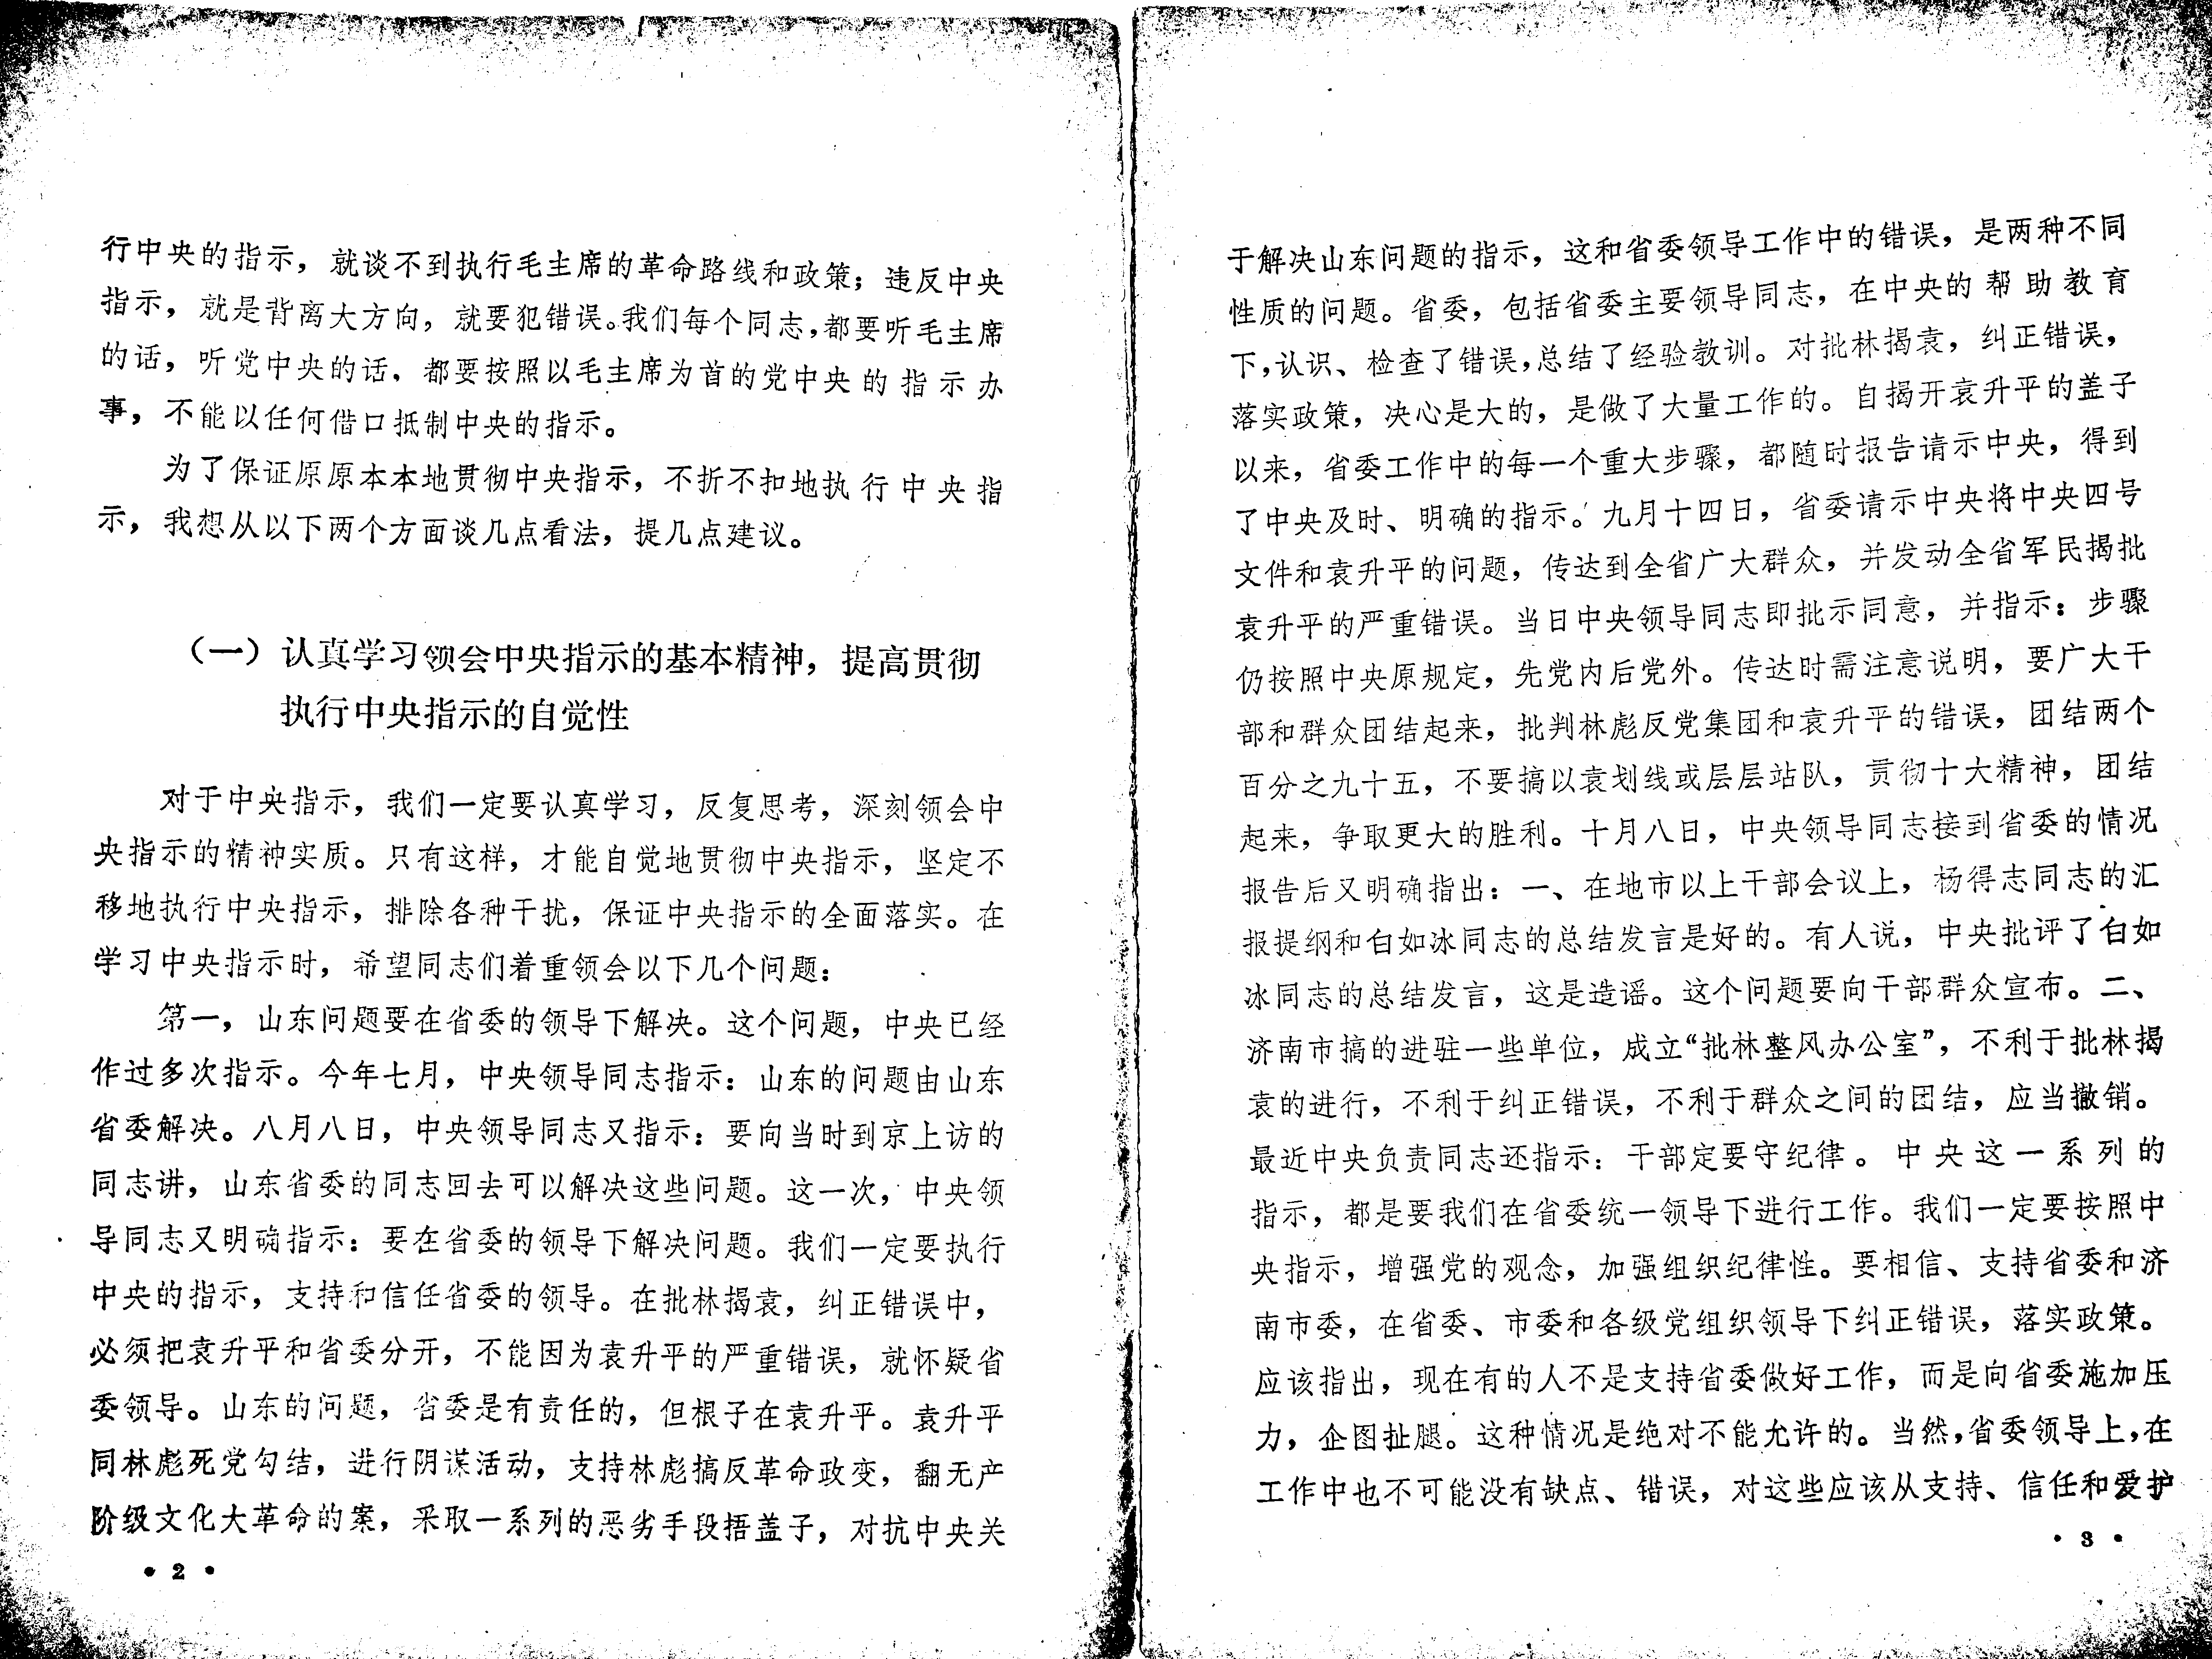 行中央的指示，就谈不到执行毛主席的革命路线和政策；违反中央
指示，就是背离大方向，就要犯错误。我们每个同志，都要听毛主席
的话，听党中央的话，都要按照以毛主席为首的党中央的指示办
事，不能以任何借口抵制中央的指示。
为了保证原原本本地贯彻中央指示，不折不扣地执行中央指
示，我想从以下两个方面谈几点看法，提几点建议。
（一）认真学习领会中央指示的基本精神，提高贯彻
执行中央指示的自觉性
对于中央指示，我们一定要认真学习，反复思考，深刻领会中
央指示的精神实质。只有这样，才能自觉地贯彻中央指示，坚定不
移地执行中央指示，排除各种干扰，保证中央指示的全面落实。在
学习中央指示时，希望同志们着重领会以下几个问题：
第一，山东问题要在省委的领导下解决。这个问题，中央已经
作过多次指示。今年七月，中央领导同志指示：山东的问题由山东
省委解决。八月八日，中央领导同志又指示：要向当时到京上访的
同志讲，山东省委的同志回去可以解决这些问题。这一次，中央领
导同志又明确指示：要在省委的领导下解决问题。我们一定要执行
中央的指示，支持和信任省委的领导。在批林揭袁，纠正错误中，
必须把袁升平和省委分开，不能因为袁升平的严重错误，就怀疑省
委领导。山东的问题，省委是有责任的，但根子在袁升平。袁升平
同林彪死党勾结，进行阴谋活动，支持林彪搞反革命政变，翻无产
阶级文化大革命的案，采取一系列的恶劣手段捂盖子，对抗中央关
• 2 •
于解决山东问题的指示，这和省委领导工作中的错误，是两种不同
性质的问题。省委，包括省委主要领导同志，在中央的帮助教育
下，认识、检查了错误，总结了经验教训。对批林揭袁，纠正错误，
落实政策，决心是大的，是做了大量工作的。自揭开袁升平的盖子
以来，省委工作中的每一个重大步骤，都随时报告请示中央，得到
了中央及时、明确的指示。九月十四日，省委请示中央将中央四号
文件和袁升平的问题，传达到全省广大群众，并发动全省军民揭批
袁升平的严重错误。当日中央领导同志即批示同意，并指示：步骤
仍按照中央原规定，先党内后党外。传达时需注意说明，要广大干
部和群众团结起来，批判林彪反党集团和袁升平的错误，团结两个
百分之九十五，不要搞以袁划线或层层站队，贯彻十大精神，团结
起来，争取更大的胜利。十月八日，中央领导同志接到省委的情况
报告后又明确指出：一、在地市以上干部会议上，杨得志同志的汇
报提纲和白如冰同志的总结发言是好的。有人说，中央批评了白如
冰同志的总结发言，这是造谣。这个问题要向干部群众宣布。二、
济南市搞的进驻一些单位，成立“批林整风办公室”，不利于批林揭
袁的进行，不利于纠正错误，不利于群众之间的团结，应当撤销。
最近中央负责同志还指示：干部定要守纪律。中央这一系列的
指示，都是要我们在省委统一领导下进行工作。我们一定要按照中
央指示，增强党的观念，加强组织纪律性。要相信、支持省委和济
南市委，在省委、市委和各级党组织领导下纠正错误，落实政策。
应该指出，现在有的人不是支持省委做好工作，而是向省委施加压
力，企图扯腿。这种情况是绝对不能允许的。当然，省委领导上，在
工作中也不可能没有缺点、错误，对这些应该从支持、信任和爱护
• 3 •